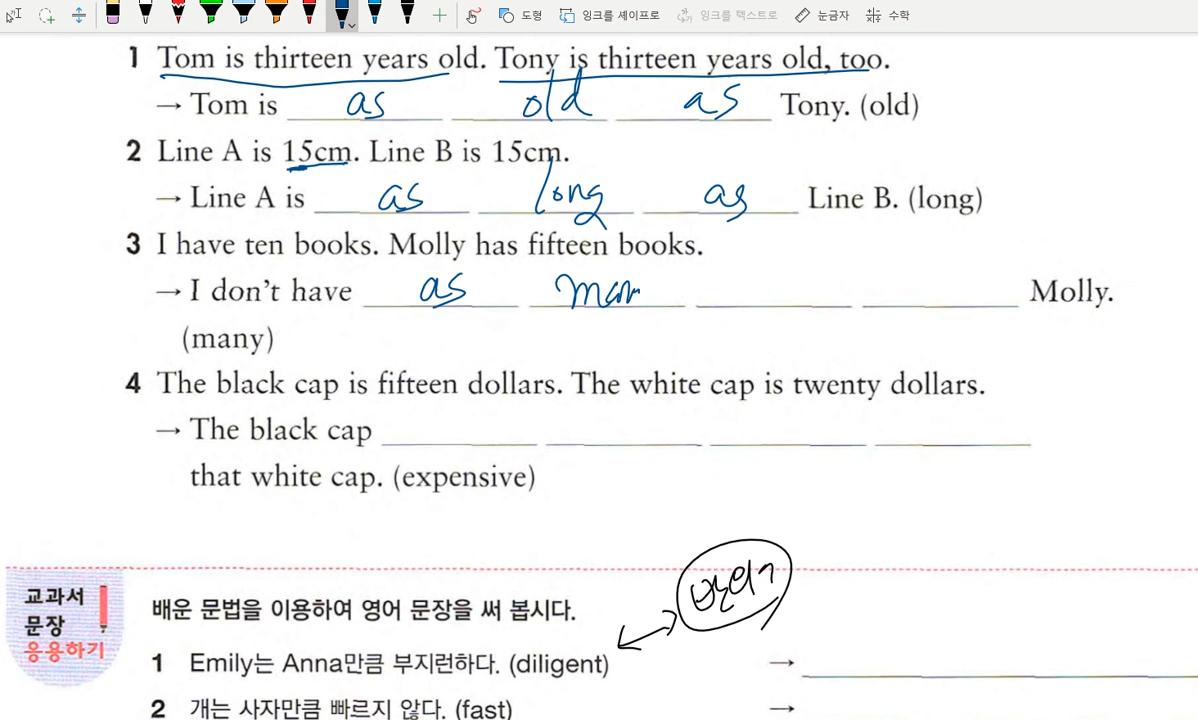 도형 잉크를 셰이프로 잉크를 텍스트로 눈금자 수학
1 Tom is thirteen years old. Tony is thirteen years old, too.
→ Tom is as old as Tony. (old)
2 Line A is 15cm. Line B is 15cm.
→ Line A is as long as Line B. (long)
3 I have ten books. Molly has fifteen books.
→ I don't have as man Molly.
(many)
4 The black cap is fifteen dollars. The white cap is twenty dollars.
→ The black cap
that white cap. (expensive)
교과서
문장
응용하기
배운 문법을 이용하여 영어 문장을 써 봅시다.
1 Emily는 Anna만큼 부지런하다. (diligent) →
2 개는 사자만큼 빠르지 않다. (fast) →